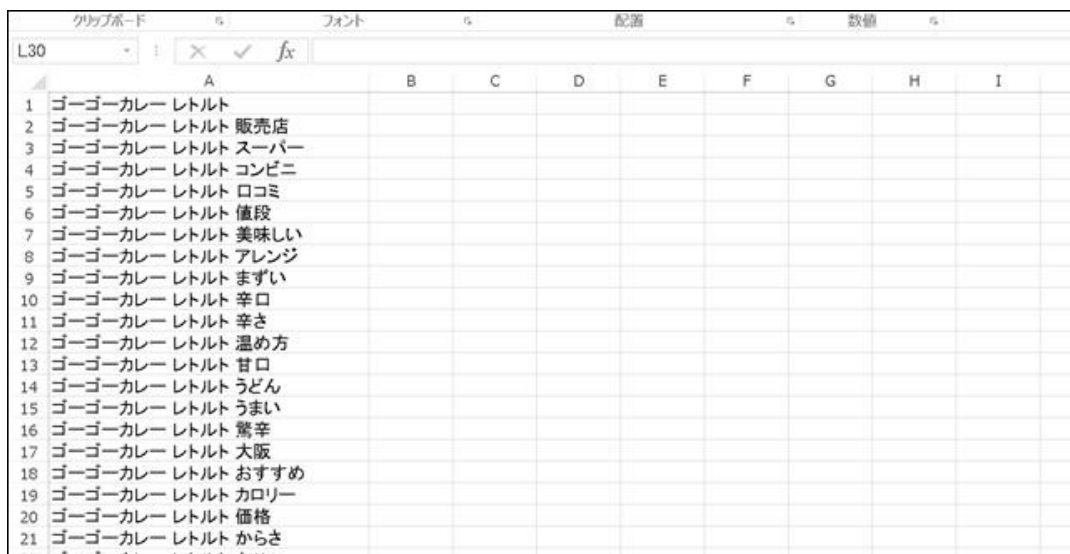 クリップボード フォント 配置 数値
L30 fx
A B C D E F G H I
1 ゴーゴーカレー レトルト
2 ゴーゴーカレー レトルト 販売店
3 ゴーゴーカレー レトルト スーパー
4 ゴーゴーカレー レトルト コンビニ
5 ゴーゴーカレー レトルト 口コミ
6 ゴーゴーカレー レトルト 値段
7 ゴーゴーカレー レトルト 美味しい
8 ゴーゴーカレー レトルト アレンジ
9 ゴーゴーカレー レトルト まずい
10 ゴーゴーカレー レトルト 辛口
11 ゴーゴーカレー レトルト 辛さ
12 ゴーゴーカレー レトルト 温め方
13 ゴーゴーカレー レトルト 甘口
14 ゴーゴーカレー レトルト うどん
15 ゴーゴーカレー レトルト うまい
16 ゴーゴーカレー レトルト 驚辛
17 ゴーゴーカレー レトルト 大阪
18 ゴーゴーカレー レトルト おすすめ
19 ゴーゴーカレー レトルト カロリー
20 ゴーゴーカレー レトルト 価格
21 ゴーゴーカレー レトルト からさ